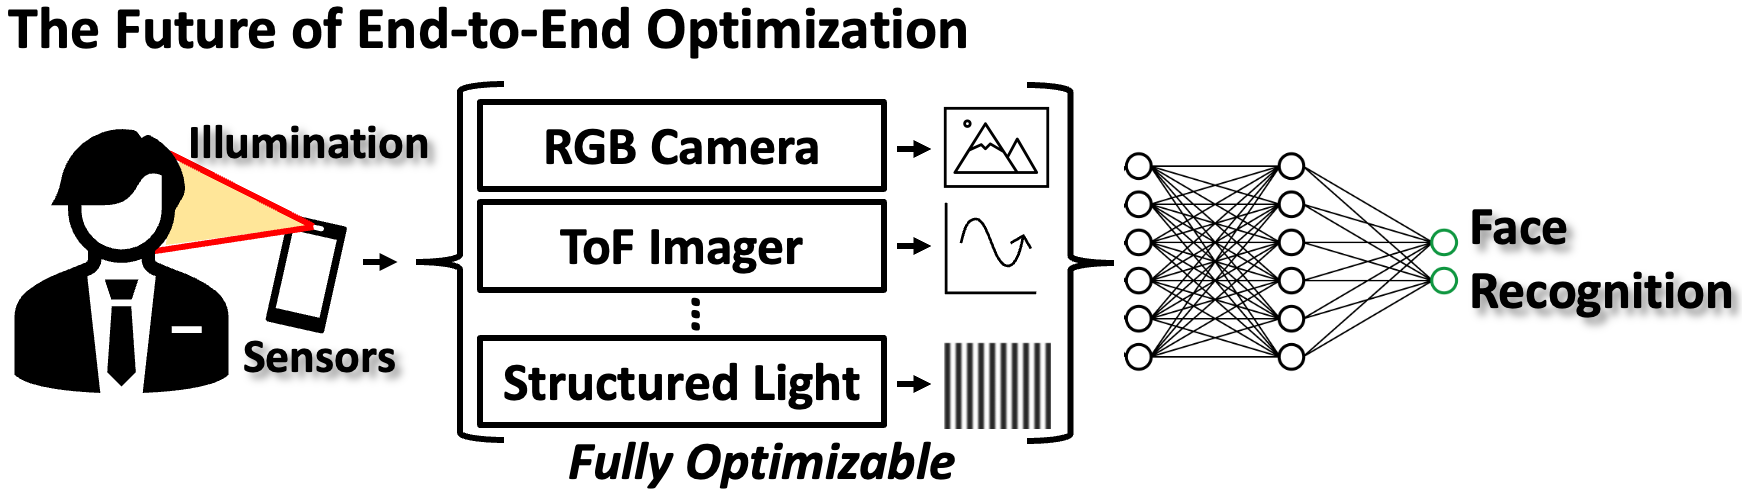 The Future of End-to-End Optimization
Illumination
Sensors
RGB Camera
ToF Imager
Structured Light
Fully Optimizable
Face
Recognition